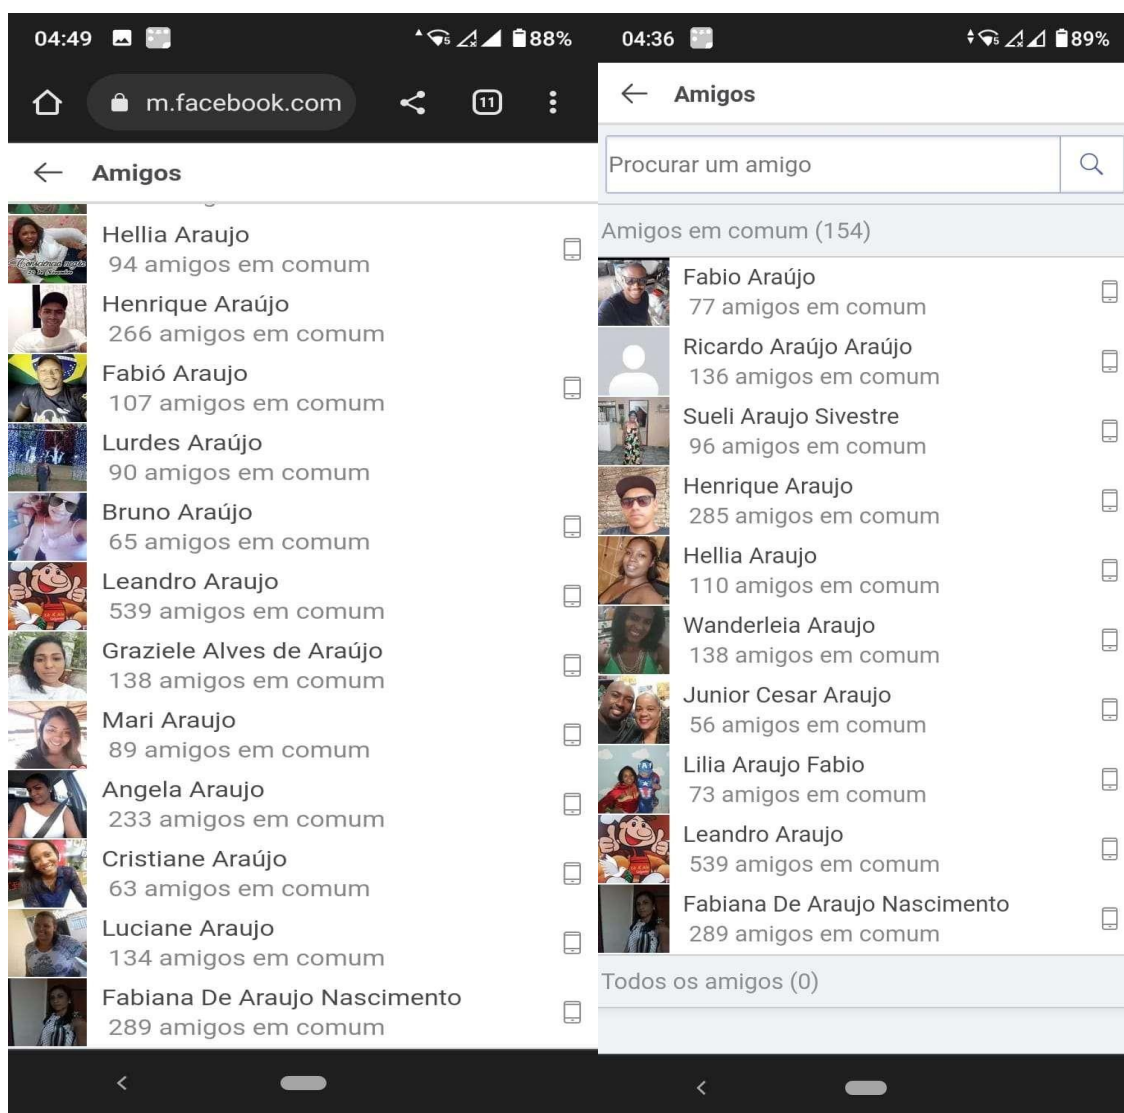 04:49
5
88%
m.facebook.com
11
Amigos
Hellia Araujo
94 amigos em comum
Henrique Araújo
266 amigos em comum
Fabió Araujo
107 amigos em comum
Lurdes Araújo
90 amigos em comum
Bruno Araújo
65 amigos em comum
Leandro Araujo
539 amigos em comum
Graziele Alves de Araújo
138 amigos em comum
Mari Araujo
89 amigos em comum
Angela Araujo
233 amigos em comum
Cristiane Araújo
63 amigos em comum
Luciane Araujo
134 amigos em comum
Fabiana De Araujo Nascimento
289 amigos em comum
04:36
5
89%
Amigos
Procurar um amigo
Amigos em comum (154)
Fabio Araújo
77 amigos em comum
Ricardo Araújo Araújo
136 amigos em comum
Sueli Araujo Sivestre
96 amigos em comum
Henrique Araujo
285 amigos em comum
Hellia Araujo
110 amigos em comum
Wanderleia Araujo
138 amigos em comum
Junior Cesar Araujo
56 amigos em comum
Lilia Araujo Fabio
73 amigos em comum
Leandro Araujo
539 amigos em comum
Fabiana De Araujo Nascimento
289 amigos em comum
Todos os amigos (0)